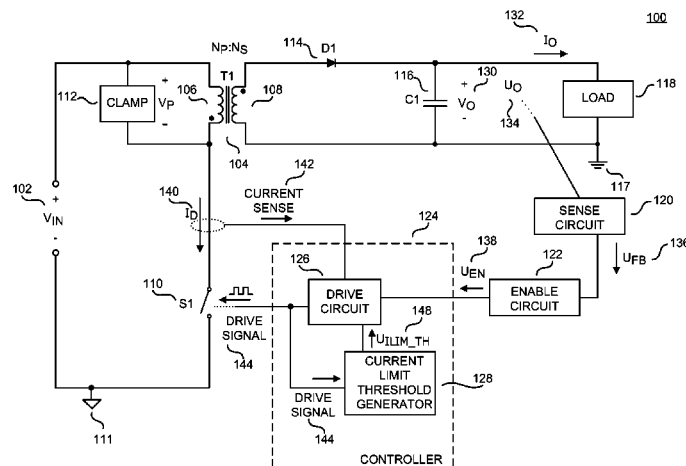 100
132
NP:NS
114
D1
IO
T1
112
CLAMP
+
VP
-
106
108
116
C1
+
130
VO
-
UO
134
LOAD
118
104
142
117
102
+
VIN
-
140
ID
CURRENT
SENSE
124
SENSE
CIRCUIT
120
138
UFB
136
126
UEN
122
110
S1
DRIVE
CIRCUIT
ENABLE
CIRCUIT
DRIVE
SIGNAL
144
148
UILIM_TH
CURRENT
LIMIT
THRESHOLD
GENERATOR
128
DRIVE
SIGNAL
144
111
CONTROLLER